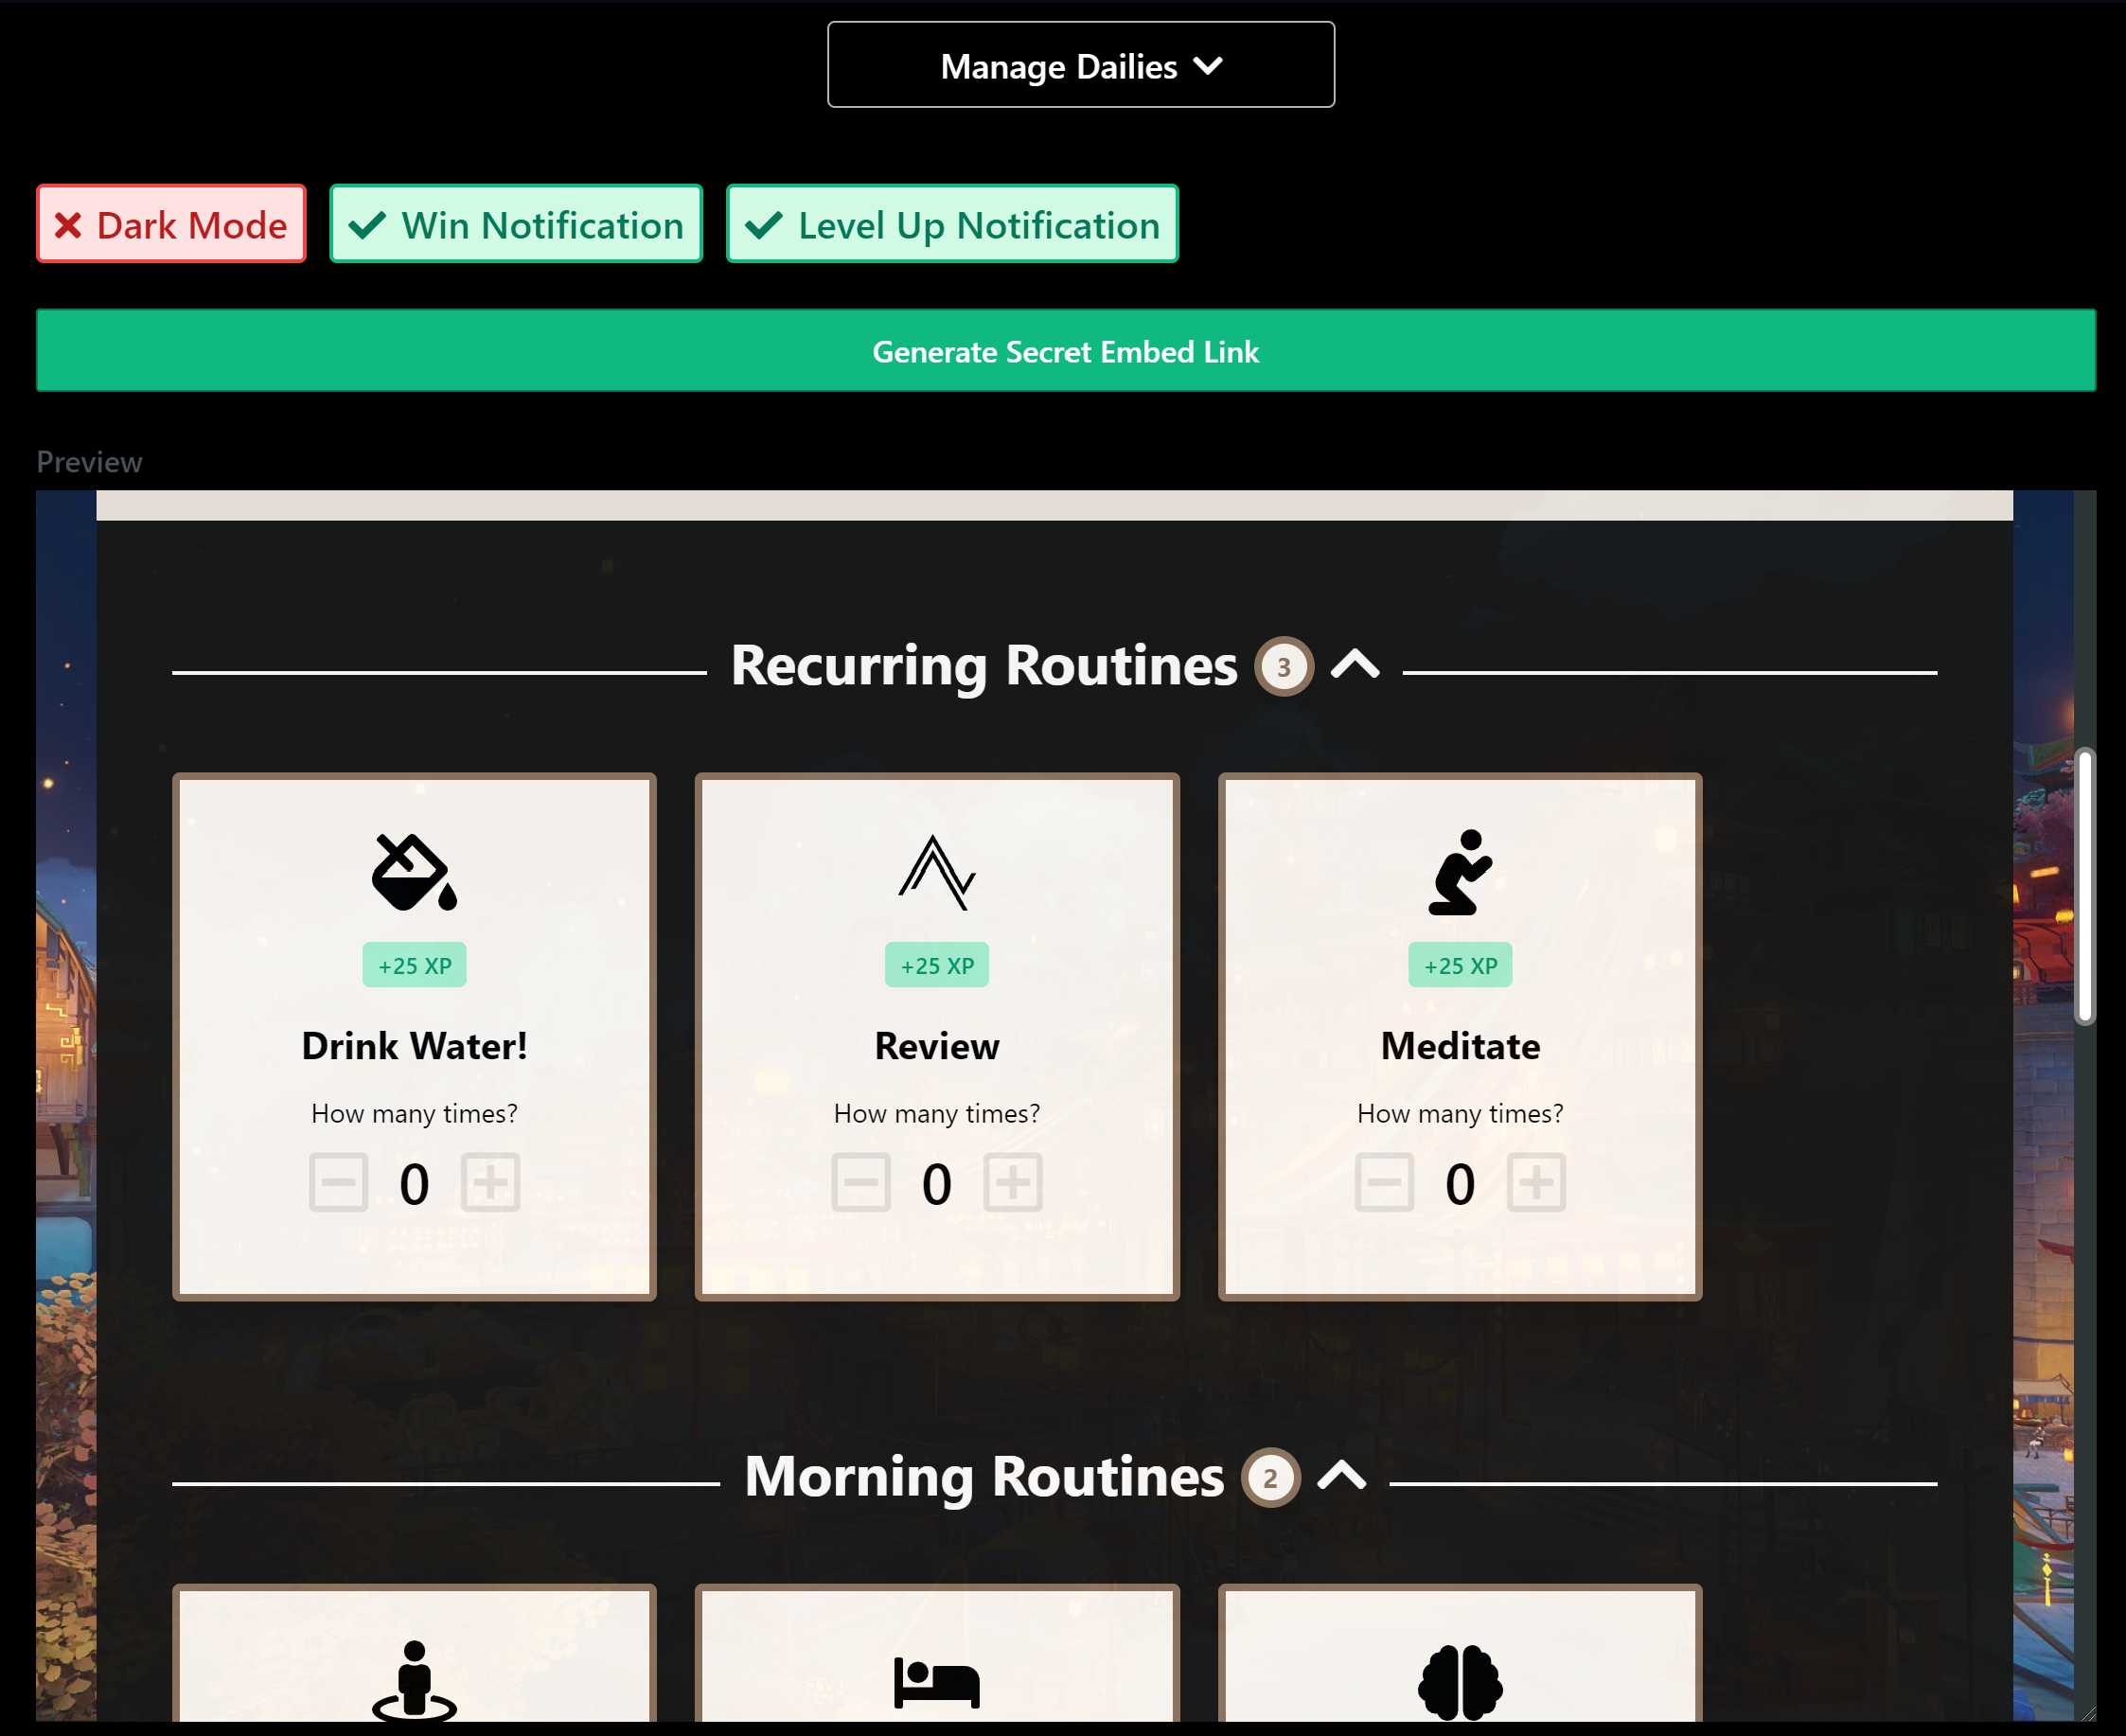 Manage Dailies
Dark Mode
Win Notification
Level Up Notification
Generate Secret Embed Link
Preview
Recurring Routines 3
+25 XP
Drink Water!
How many times?
0
+25 XP
Review
How many times?
0
+25 XP
Meditate
How many times?
0
Morning Routines 2